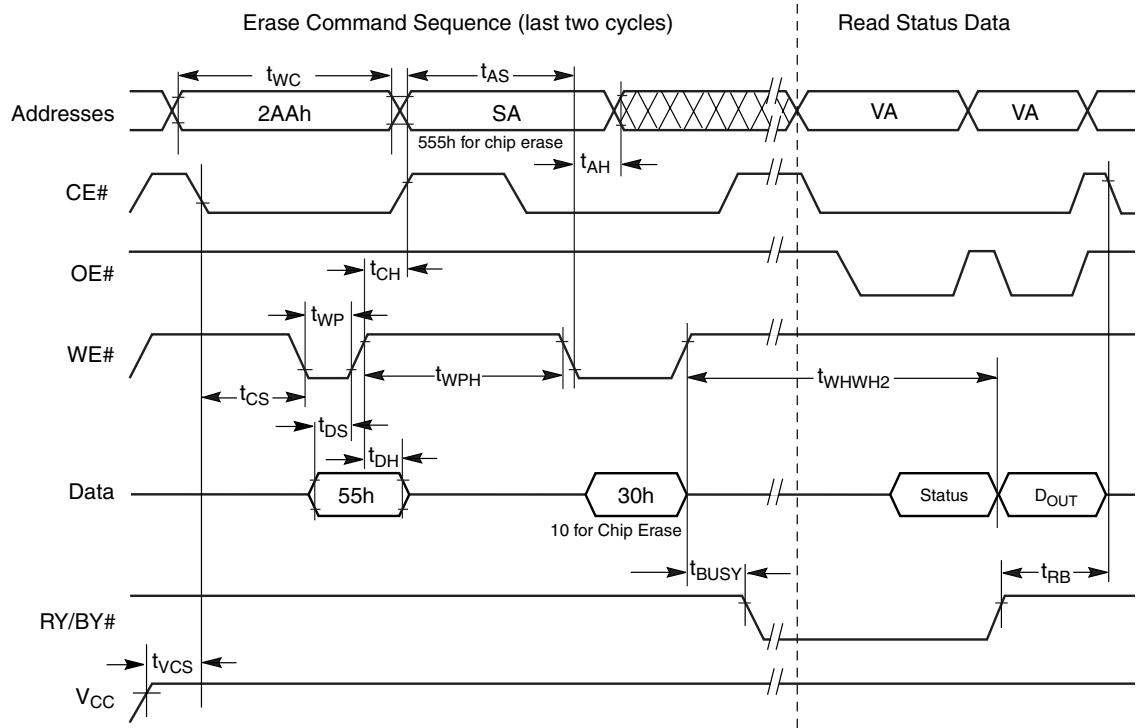 Erase Command Sequence (last two cycles)
Read Status Data
tWC
tAS
Addresses
2AAh
SA
VA
VA
555h for chip erase
tAH
CE#
OE#
tCH
tWP
WE#
tWPH
tWHWH2
tCS
tDS
tDH
Data
55h
30h
Status
DOUT
10 for Chip Erase
tBUSY
tRB
RY/BY#
tVCS
VCC